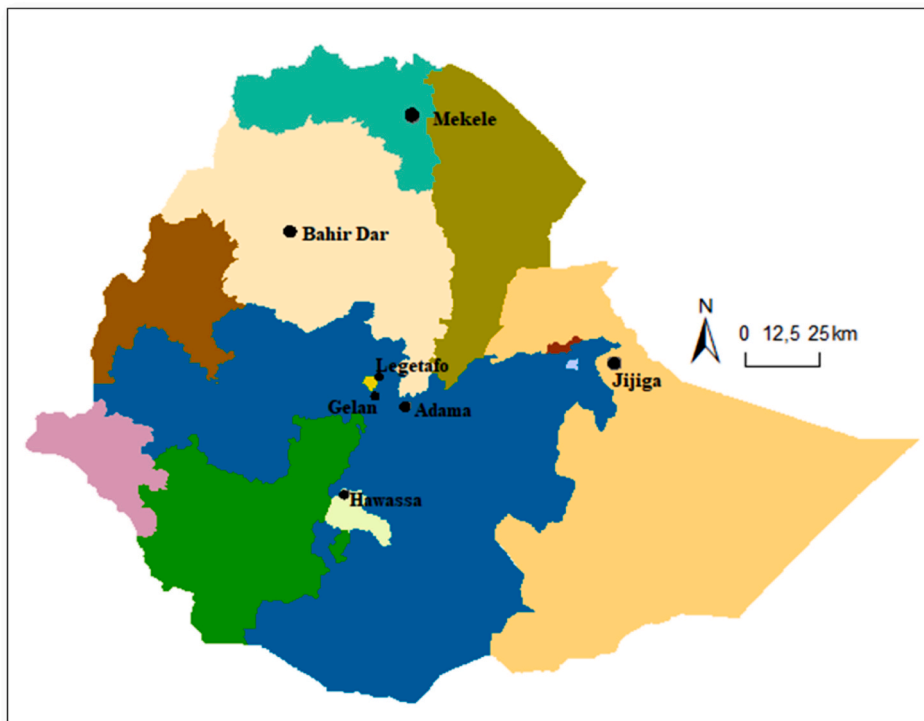 Mekele
Bahir Dar
N
0 12,5 25 km
Legetafo
Jijiga
Gelan
Adama
Hawassa